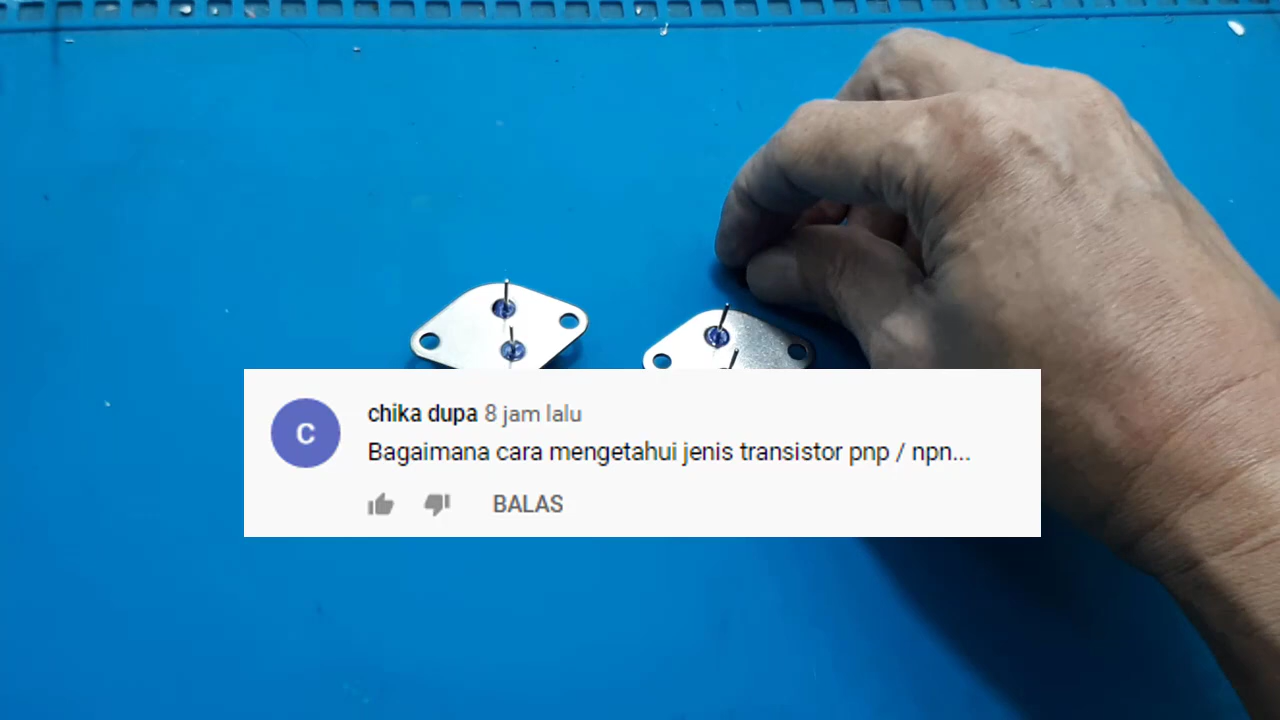 C
chika dupa 8 jam lalu
Bagaimana cara mengetahui jenis transistor pnp / npn...
BALAS